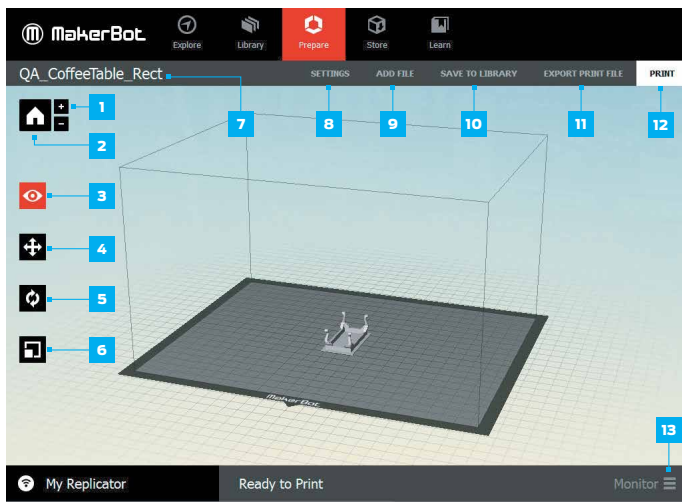 MakerBot
Explore
Library
Prepare
Store
Learn
QA_CoffeeTable_Rect
SETTINGS
ADD FILE
SAVE TO LIBRARY
EXPORT PRINT FILE
PRINT
1
2
7
8
9
10
11
12
3
4
5
6
MakerBot
13
My Replicator
Ready to Print
Monitor